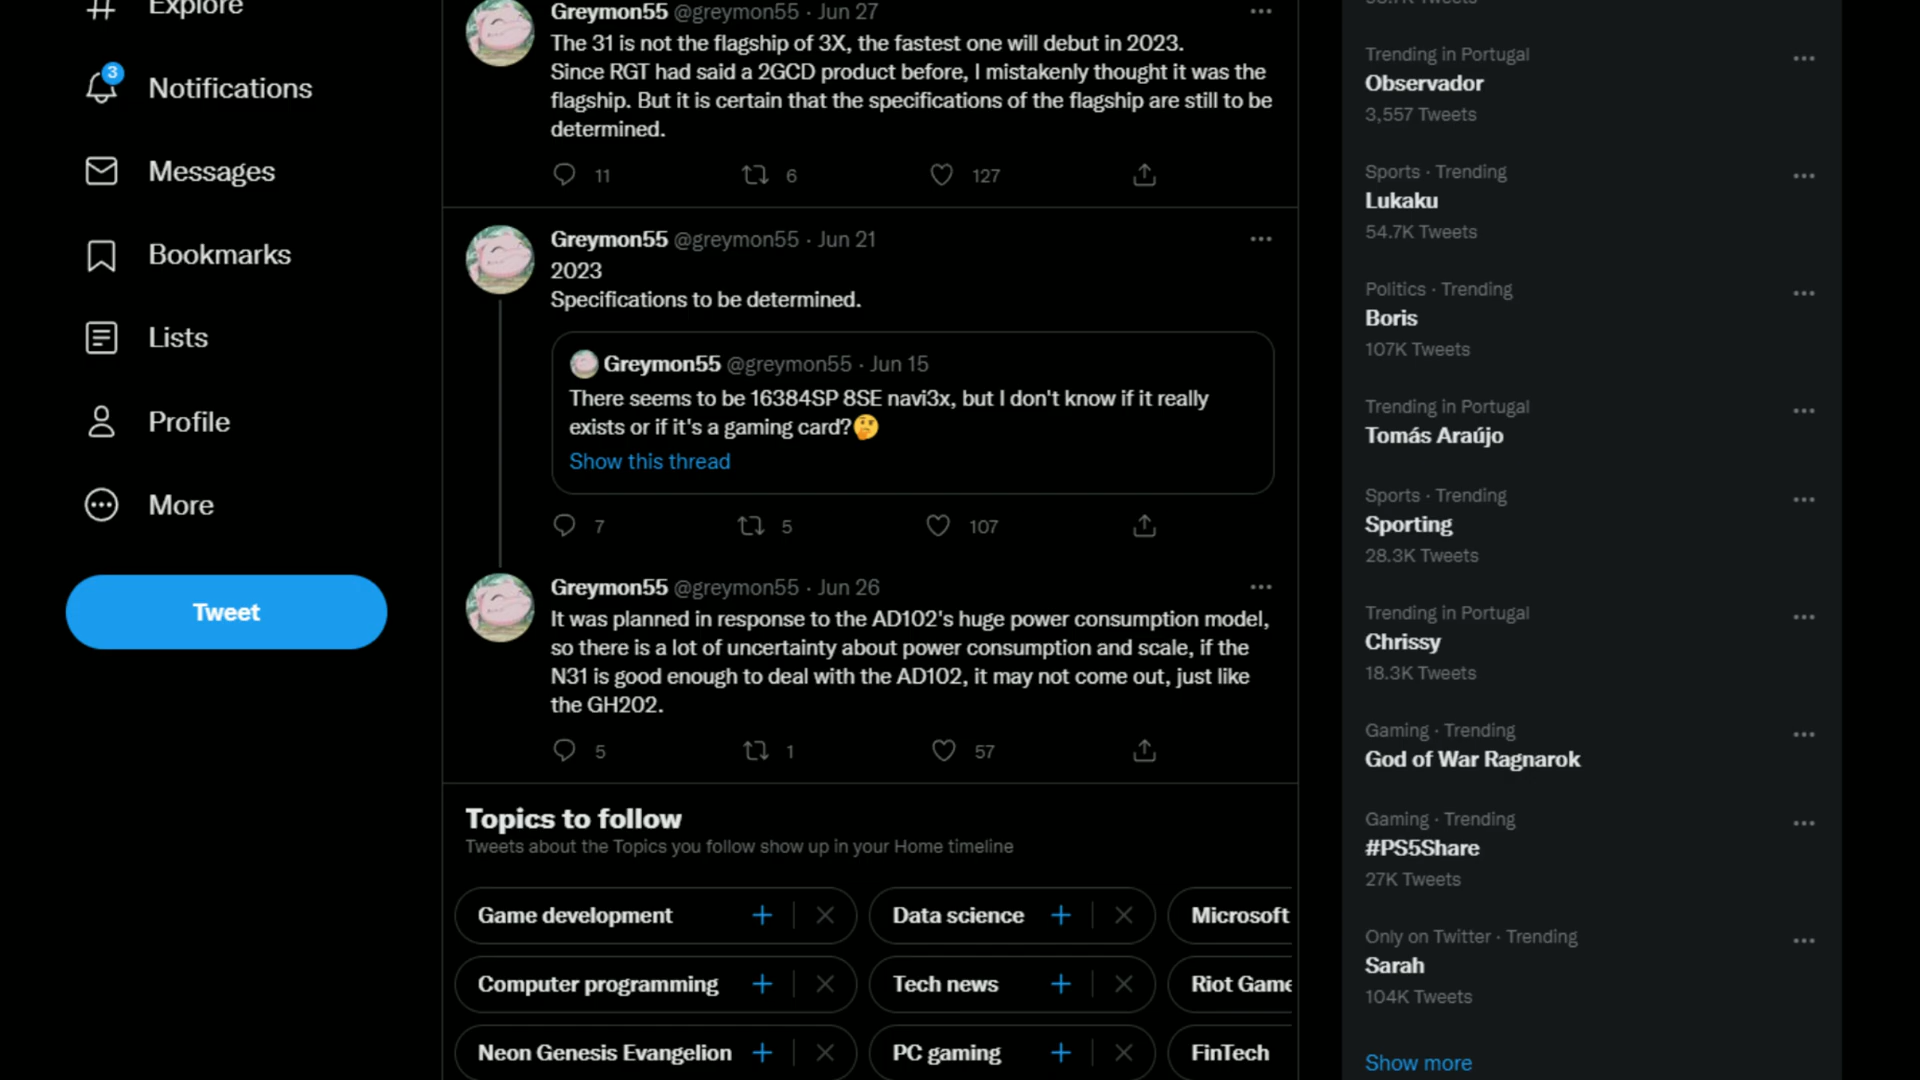 Explore
3
Notifications
Messages
Bookmarks
Lists
Profile
More
Tweet
Greymon55 @greymon55 · Jun 27
The 31 is not the flagship of 3X, the fastest one will debut in 2023.
Since RGT had said a 2GCD product before, I mistakenly thought it was the
flagship. But it is certain that the specifications of the flagship are still to be
determined.
11 6 127
Greymon55 @greymon55 · Jun 21
2023
Specifications to be determined.
Greymon55 @greymon55 · Jun 15
There seems to be 16384SP 8SE navi3x, but I don't know if it really
exists or if it's a gaming card?🤔
Show this thread
7 5 107
Greymon55 @greymon55 · Jun 26
It was planned in response to the AD102's huge power consumption model,
so there is a lot of uncertainty about power consumption and scale, if the
N31 is good enough to deal with the AD102, it may not come out, just like
the GH202.
5 1 57
Topics to follow
Tweets about the Topics you follow show up in your Home timeline
Game development
Data science
Microsoft
Computer programming
Tech news
Riot Game
Neon Genesis Evangelion
PC gaming
FinTech
Trending in Portugal
Observador
3,557 Tweets
Sports · Trending
Lukaku
54.7K Tweets
Politics · Trending
Boris
107K Tweets
Trending in Portugal
Tomás Araújo
Sports · Trending
Sporting
28.3K Tweets
Trending in Portugal
Chrissy
18.3K Tweets
Gaming · Trending
God of War Ragnarok
Gaming · Trending
#PS5Share
27K Tweets
Only on Twitter · Trending
Sarah
104K Tweets
Show more